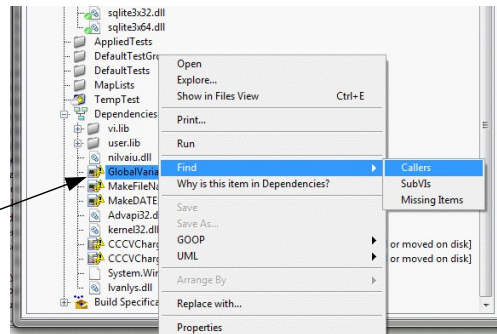 sqlite3x32.dll
sqlite3x64.dll
AppliedTests
DefaultTestGro
DefaultTests
MapLists
TempTest
Dependencies
vi.lib
user.lib
nilvaiu.dll
GlobalVaria
MakeFileNa
MakeDATE
Advapi32.d
kernel32.dll
CCCVCharg
CCCVCharg
System.Win
lvanlys.dll
Build Specifica
Open
Explore...
Show in Files View Ctrl+E
Print...
Run
Find
Why is this item in Dependencies?
Save
Save As...
GOOP
UML
Arrange By
Replace with...
Properties
Callers
SubVIs
Missing Items
or moved on disk]
or moved on disk]